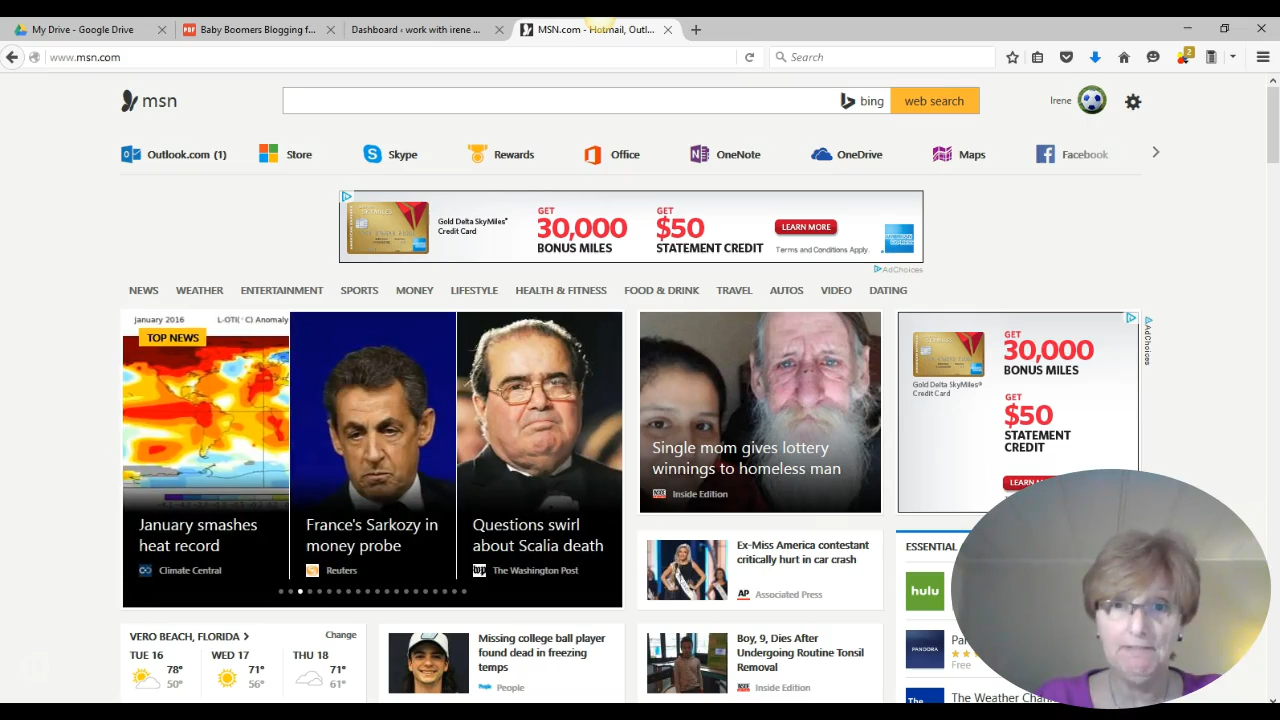 My Drive - Google Drive
Baby Boomers Blogging f...
Dashboard ‹ work with irene ...
MSN.com - Hotmail, Outl...
www.msn.com
Search
2
msn
bing
web search
Irene
Outlook.com (1)
Store
Skype
Rewards
Office
OneNote
OneDrive
Maps
Facebook
Gold Delta SkyMiles®
Credit Card
GET
30,000
BONUS MILES
GET
$50
STATEMENT CREDIT
LEARN MORE
Terms and Conditions Apply.
AdChoices
NEWS
WEATHER
ENTERTAINMENT
SPORTS
MONEY
LIFESTYLE
HEALTH & FITNESS
FOOD & DRINK
TRAVEL
AUTOS
VIDEO
DATING
January 2016
L-OTI(°C) Anomaly
TOP NEWS
January smashes
heat record
Climate Central
France's Sarkozy in
money probe
Reuters
Questions swirl
about Scalia death
The Washington Post
Single mom gives lottery
winnings to homeless man
Inside Edition
Gold Delta SkyMiles®
Credit Card
GET
30,000
BONUS MILES
GET
$50
STATEMENT
CREDIT
LEARN
AdChoices
Ex-Miss America contestant
critically hurt in car crash
AP
Associated Press
ESSENTIAL
hulu
PANDORA
Free
The Weather Chan
VERO BEACH, FLORIDA
Change
TUE 16
78°
50°
WED 17
71°
56°
THU 18
71°
61°
Missing college ball player
found dead in freezing
temps
People
Boy, 9, Dies After
Undergoing Routine Tonsil
Removal
Inside Edition